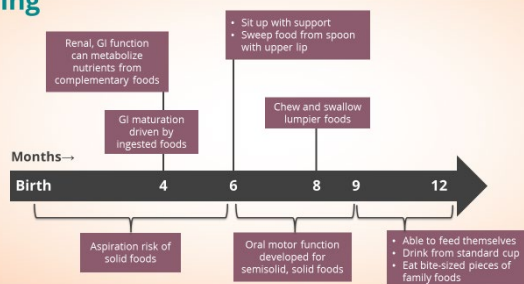 ing
Renal, GI function
can metabolize
nutrients from
complementary foods
• Sit up with support
• Sweep food from spoon
with upper lip
GI maturation
driven by
ingested foods
Chew and swallow
lumpier foods
Months→
Birth 4 6 8 9 12
Aspiration risk of
solid foods
Oral motor function
developed for
semisolid, solid foods
• Able to feed themselves
• Drink from standard cup
• Eat bite-sized pieces of
family foods